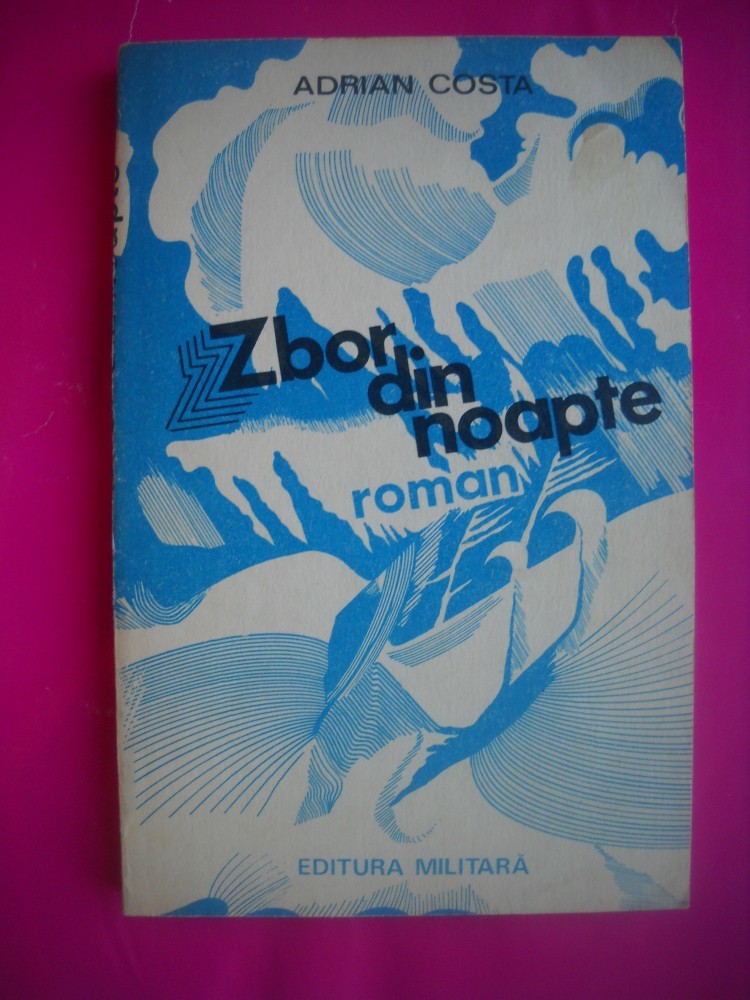 ADRIAN COSTA
Zbor
din
noapte
roman
EDITURA MILITARĂ